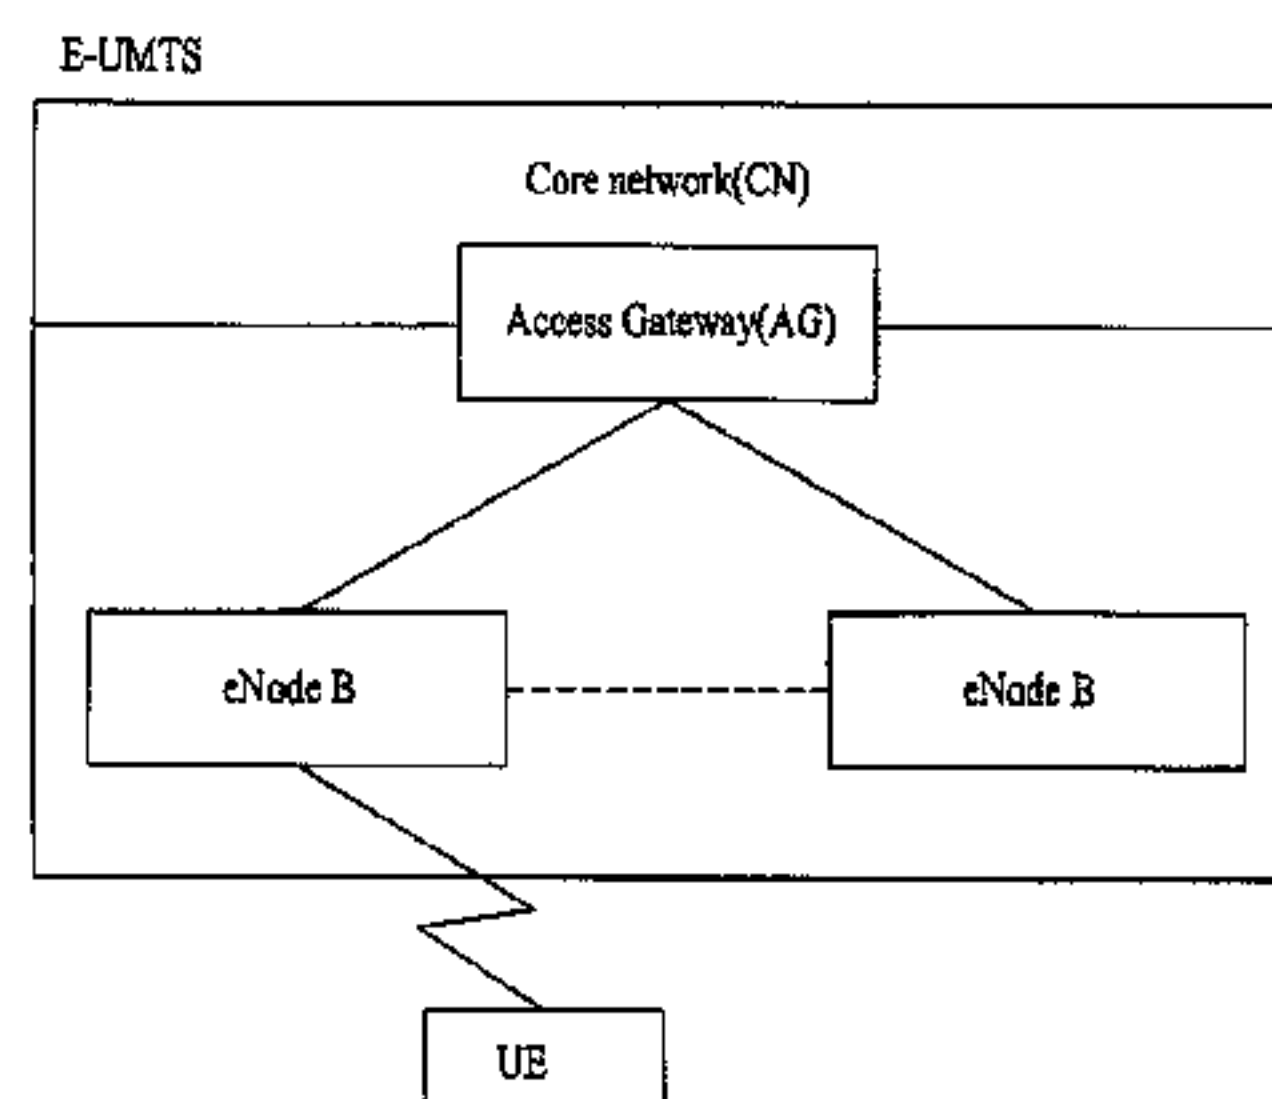 E-UMTS
Core network(CN)
Access Gateway(AG)
eNode B
eNode B
UE